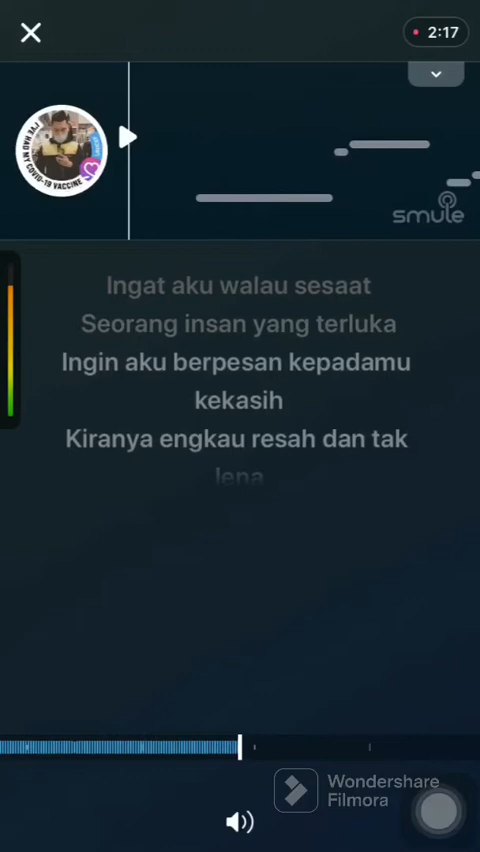 2:17
I'VE HAD MY COVID-19 VACCINE
smule
Ingat aku walau sesaat
Seorang insan yang terluka
Ingin aku berpesan kepadamu
kekasih
Kiranya engkau resah dan tak
lena
Wondershare
Filmora